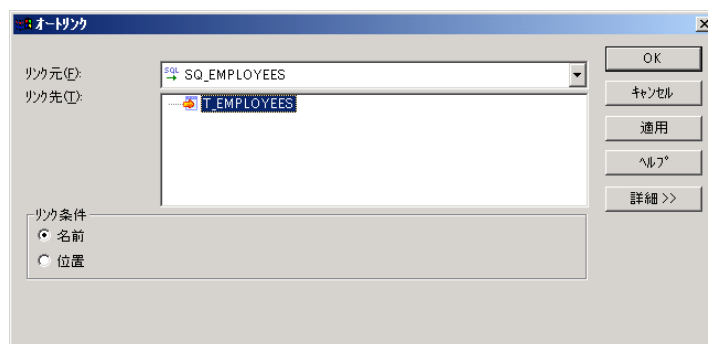 オートリンク
リンク元(F):
SQL SQ_EMPLOYEES
リンク先(T):
T_EMPLOYEES
OK
キャンセル
適用
ヘルプ
詳細 >>
リンク条件
名前
位置